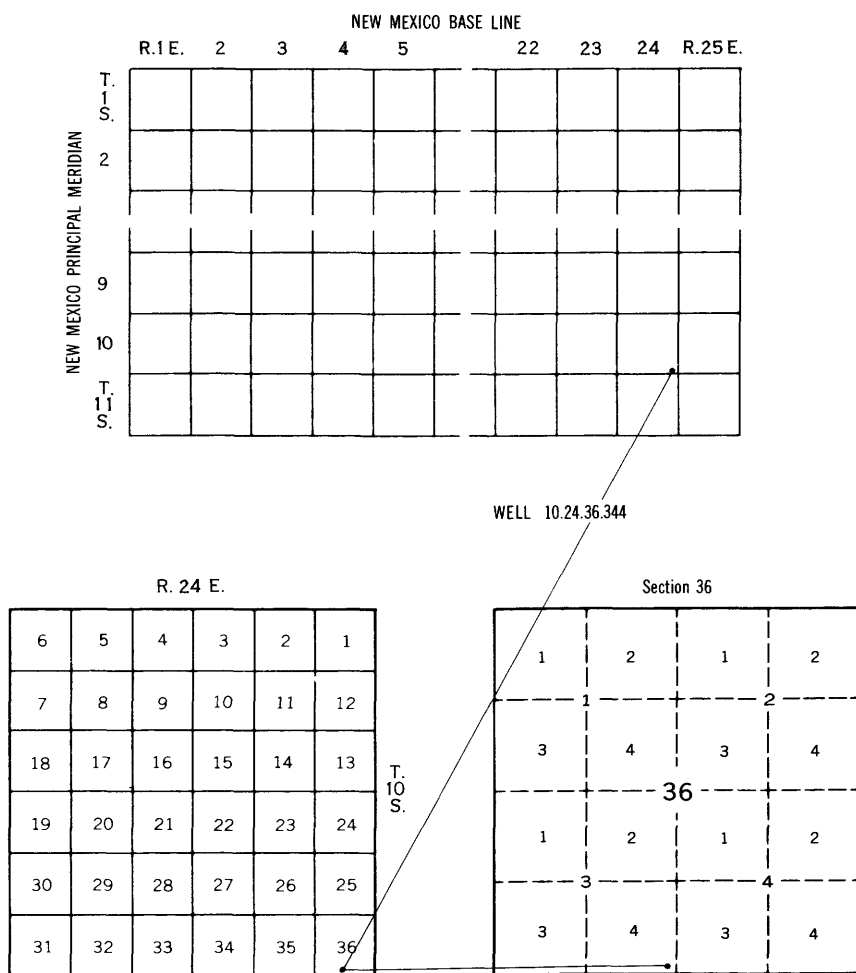 NEW MEXICO BASE LINE
R.1 E. 2 3 4 5 22 23 24 R.25 E.
T.
1
S.
2
NEW MEXICO PRINCIPAL MERIDIAN
9
10
T.
11
S.
WELL 10.24.36.344
R. 24 E.
6 5 4 3 2 1
7 8 9 10 11 12
18 17 16 15 14 13
19 20 21 22 23 24
30 29 28 27 26 25
31 32 33 34 35 36
T.
10
S.
Section 36
1 2 1 2
1 2
3 4 3 4
36
1 2 1 2
3 4
3 4 3 4